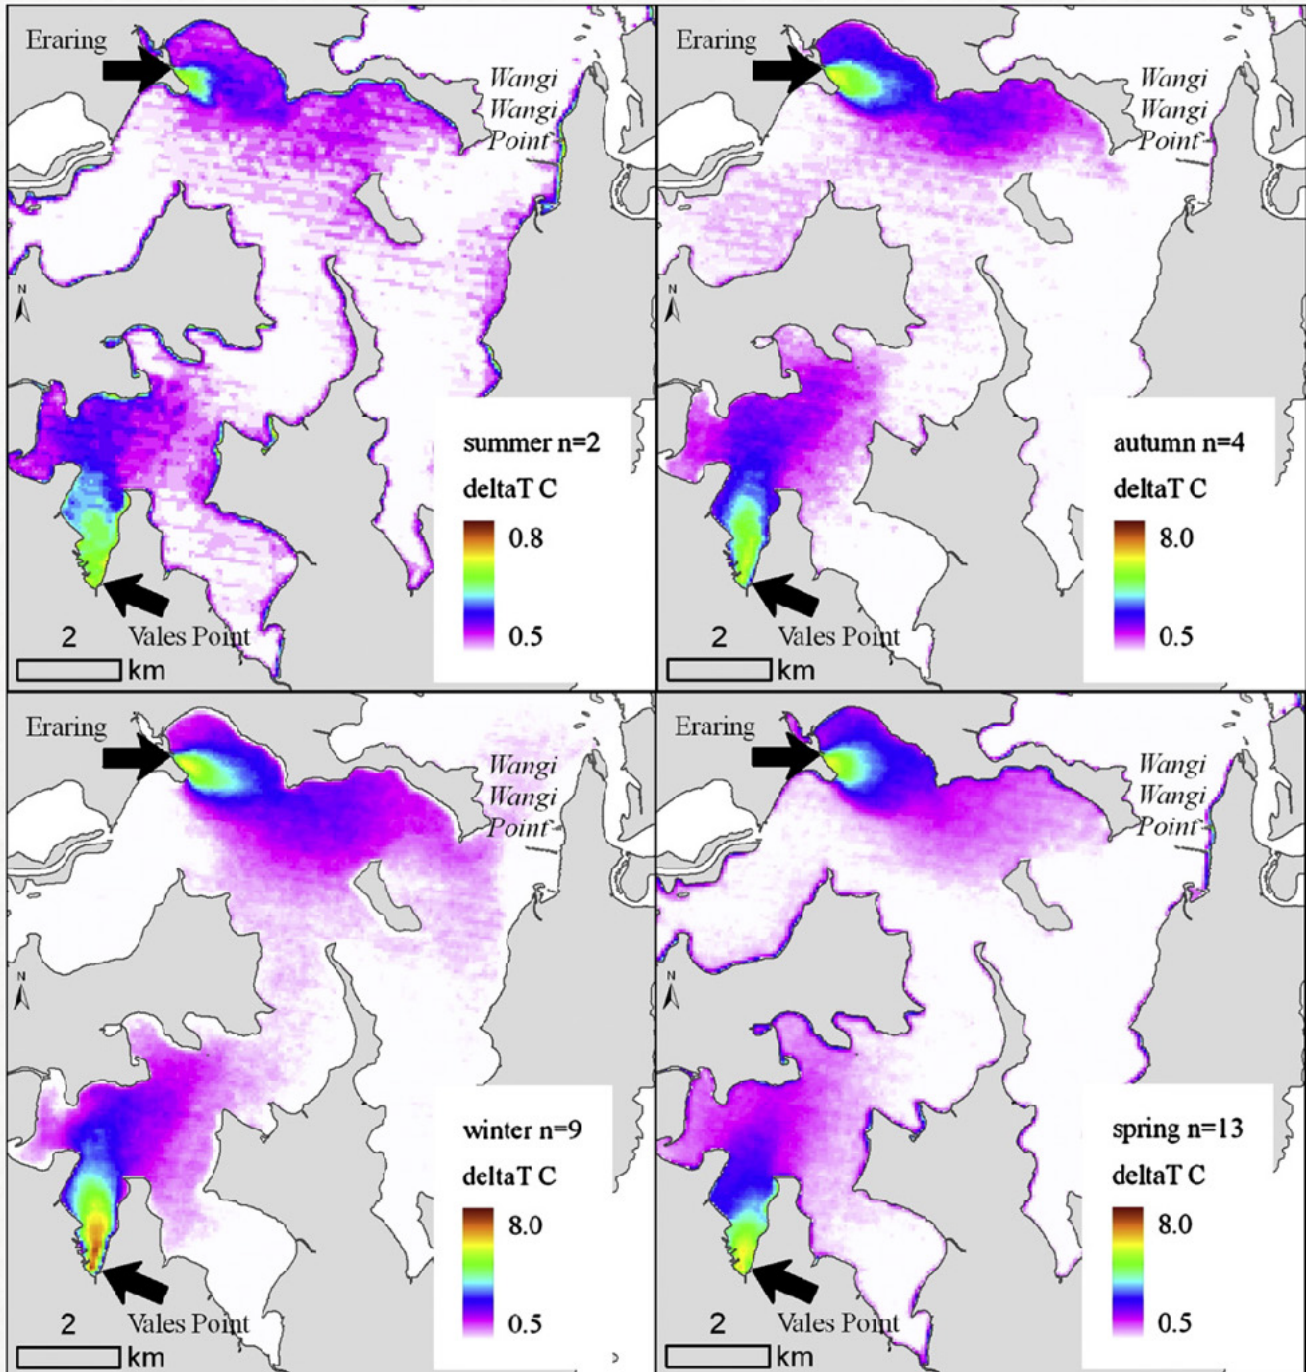 Eraring
Wangi
Wangi
Point
N
summer n=2
deltaT C
0.8
0.5
2
km
Vales Point
Eraring
Wangi
Wangi
Point
N
autumn n=4
deltaT C
8.0
0.5
2
km
Vales Point
Eraring
Wangi
Wangi
Point
N
winter n=9
deltaT C
8.0
0.5
2
km
Vales Point
Eraring
Wangi
Wangi
Point
N
spring n=13
deltaT C
8.0
0.5
2
km
Vales Point